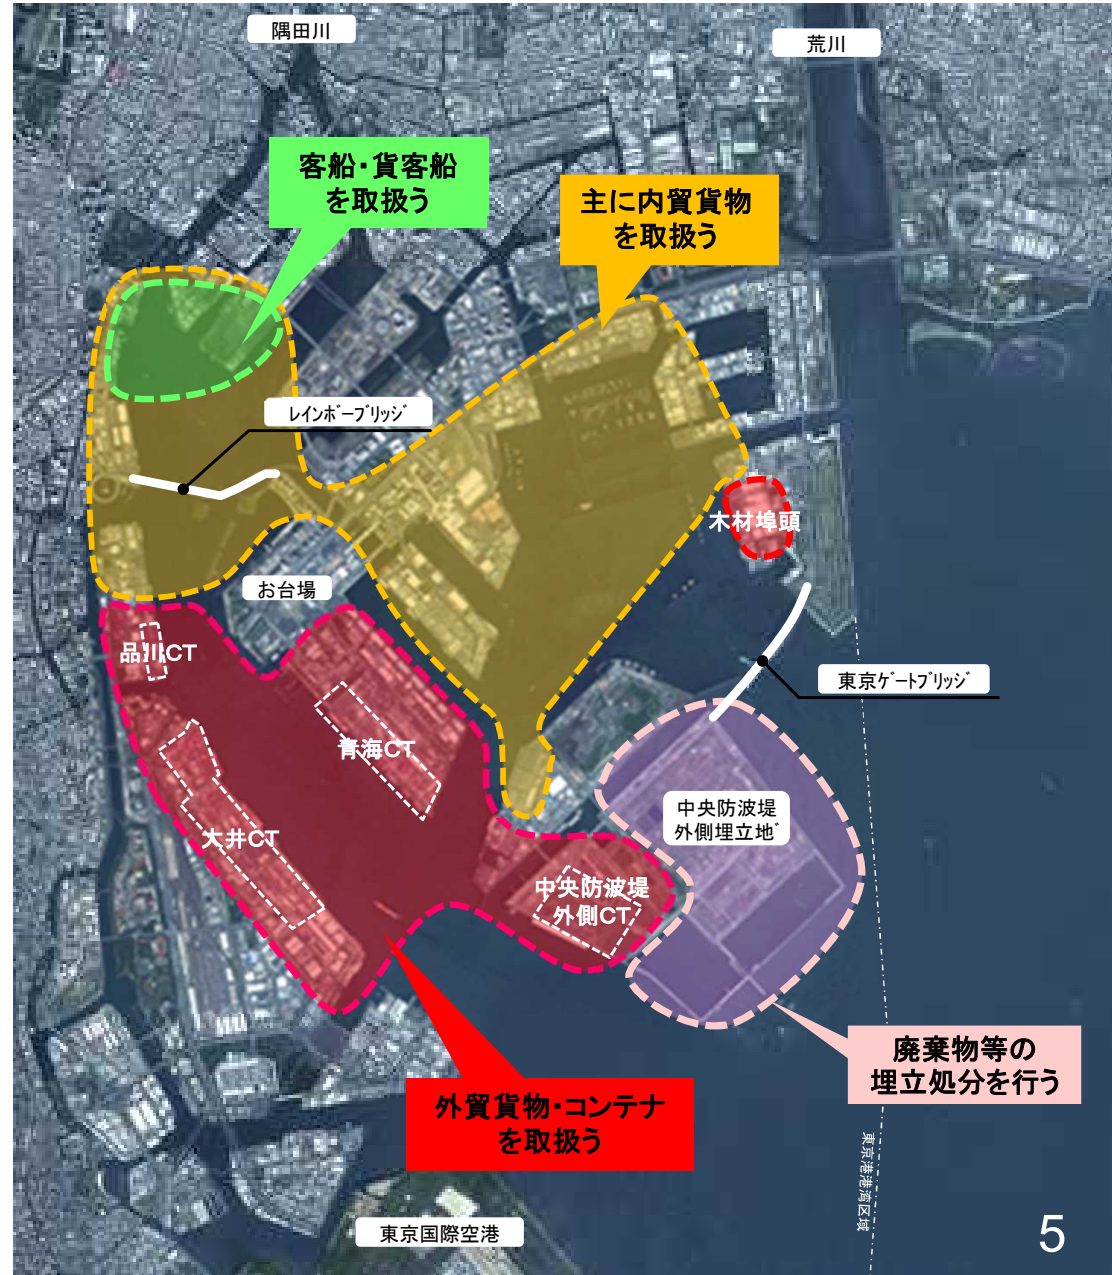 隅田川
荒川
客船・貨客船
を取扱う
主に内貿貨物
を取扱う
レインボーブリッジ
木材埠頭
お台場
品川CT
東京ゲートブリッジ
青海CT
中央防波堤
外側埋立地゛
大井CT
中央防波堤
外側CT
廃棄物等の
埋立処分を行う
外貿貨物・コンテナ
を取扱う
東京港港湾区域
東京国際空港
5